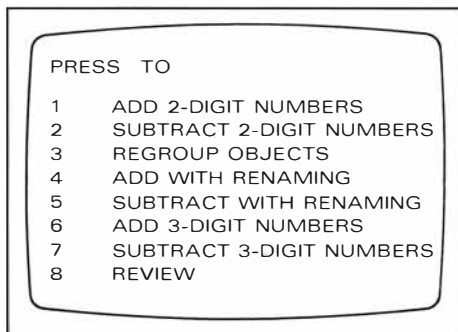 PRESS TO
1 ADD 2-DIGIT NUMBERS
2 SUBTRACT 2-DIGIT NUMBERS
3 REGROUP OBJECTS
4 ADD WITH RENAMING
5 SUBTRACT WITH RENAMING
6 ADD 3-DIGIT NUMBERS
7 SUBTRACT 3-DIGIT NUMBERS
8 REVIEW